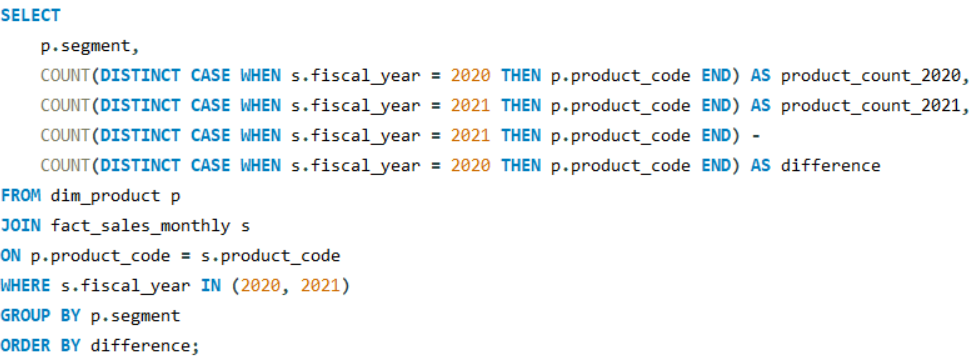 SELECT
    p.segment,
    COUNT(DISTINCT CASE WHEN s.fiscal_year = 2020 THEN p.product_code END) AS product_count_2020,
    COUNT(DISTINCT CASE WHEN s.fiscal_year = 2021 THEN p.product_code END) AS product_count_2021,
    COUNT(DISTINCT CASE WHEN s.fiscal_year = 2021 THEN p.product_code END) -
    COUNT(DISTINCT CASE WHEN s.fiscal_year = 2020 THEN p.product_code END) AS difference
FROM dim_product p
JOIN fact_sales_monthly s
ON p.product_code = s.product_code
WHERE s.fiscal_year IN (2020, 2021)
GROUP BY p.segment
ORDER BY difference;